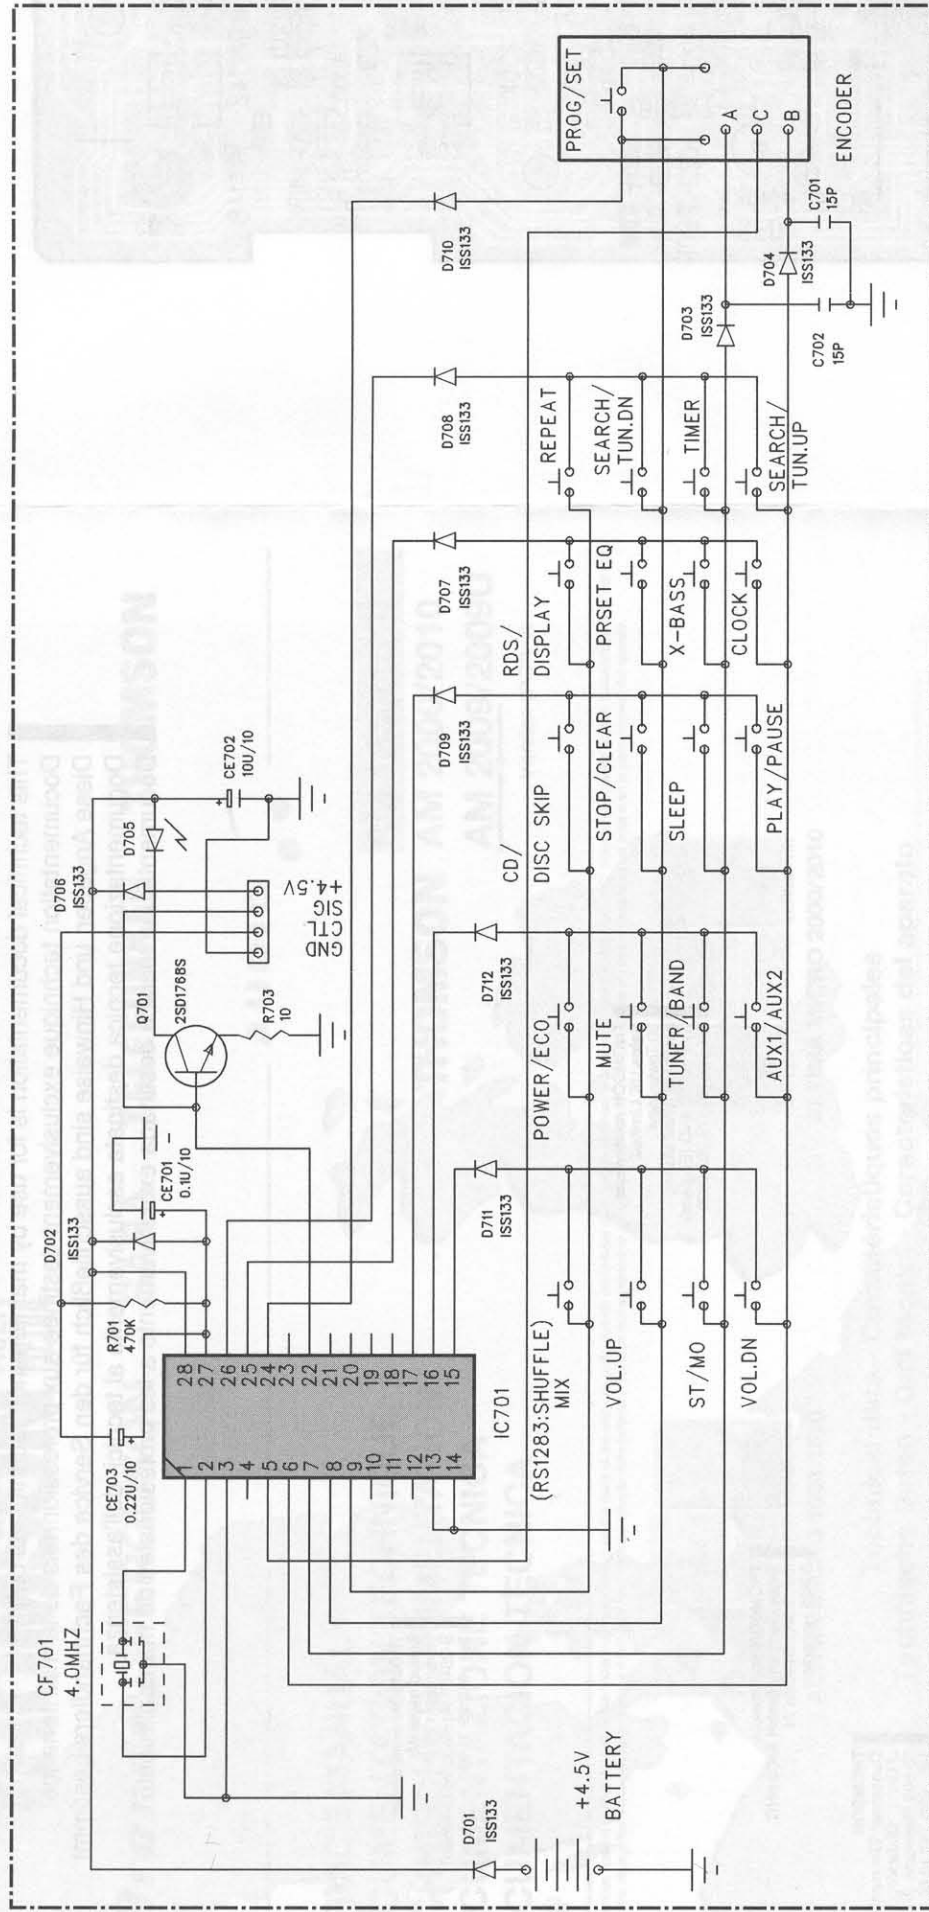 CF701
4.0MHZ
CE703
0.22U/10
R701
470K
D702
ISS133
CE701
0.1U/10
Q701
2SD1768S
R703
10
D706
ISS133
D705
CE702
10U/10
+4.5V
SIG
CTL
GND
1
2
3
4
5
6
7
8
9
10
11
12
13
14
28
27
26
25
24
23
22
21
20
19
18
17
16
15
IC701
D701
ISS133
+4.5V
BATTERY
D711
ISS133
D712
ISS133
D709
ISS133
D707
ISS133
D708
ISS133
D710
ISS133
(RS1283:SHUFFLE)
MIX
VOL.UP
ST/MO
VOL.DN
POWER/ECO
MUTE
TUNER/BAND
AUX1/AUX2
CD/
DISC SKIP
STOP/CLEAR
SLEEP
PLAY/PAUSE
RDS/
DISPLAY
PRSET EQ
X-BASS
CLOCK
REPEAT
SEARCH/
TUN.DN
TIMER
SEARCH/
TUN.UP
D703
ISS133
D704
ISS133
C702
15P
C701
15P
PROG/SET
A
C
B
ENCODER